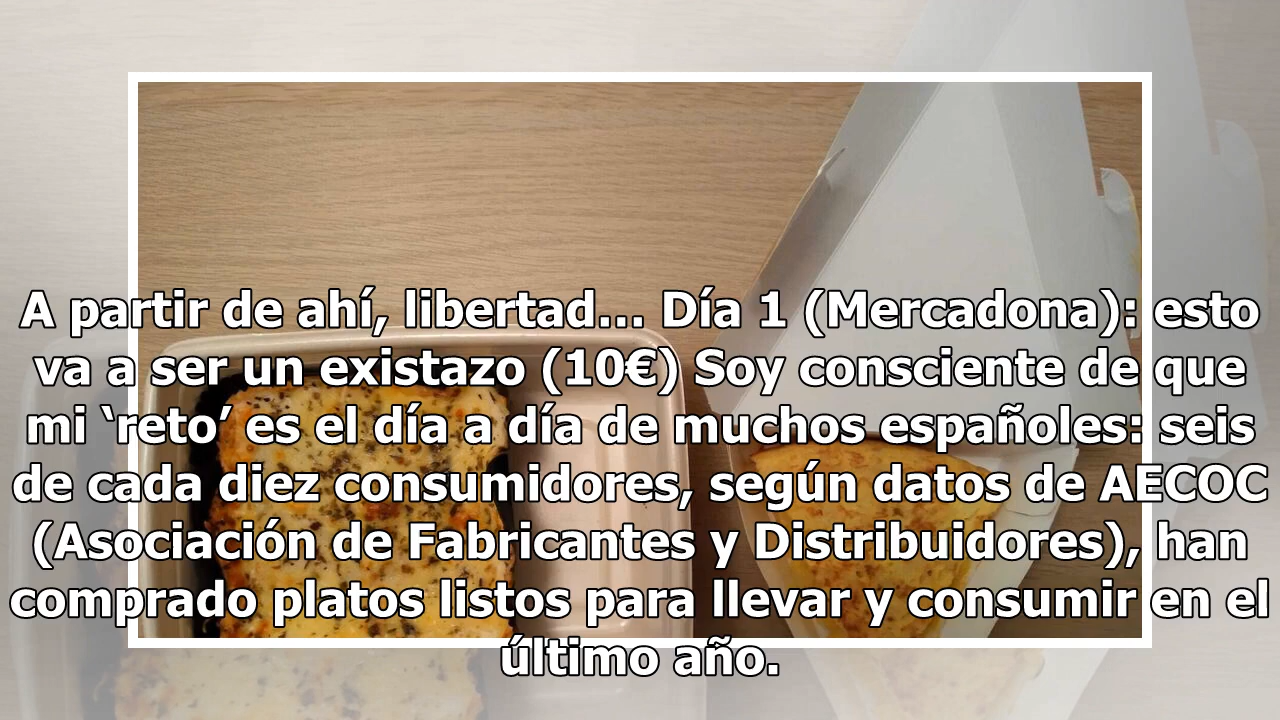 A partir de ahí, libertad... Día 1 (Mercadona): esto
va a ser un existazo (10€) Soy consciente de que
mi ‘reto’ es el día a día de muchos españoles: seis
de cada diez consumidores, según datos de AECOC
(Asociación de Fabricantes y Distribuidores), han
comprado platos listos para llevar y consumir en el
último año.